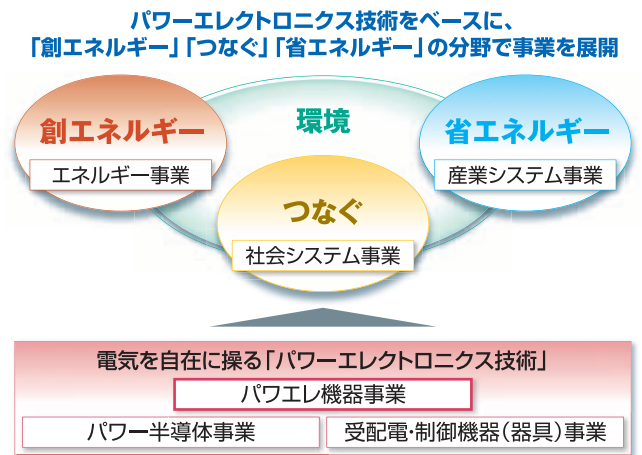 パワーエレクトロニクス技術をベースに、
「創エネルギー」「つなぐ」「省エネルギー」の分野で事業を展開
創エネルギー
エネルギー事業
環境
つなぐ
社会システム事業
省エネルギー
産業システム事業
電気を自在に操る「パワーエレクトロニクス技術」
パワエレ機器事業
パワー半導体事業
受配電・制御機器(器具)事業